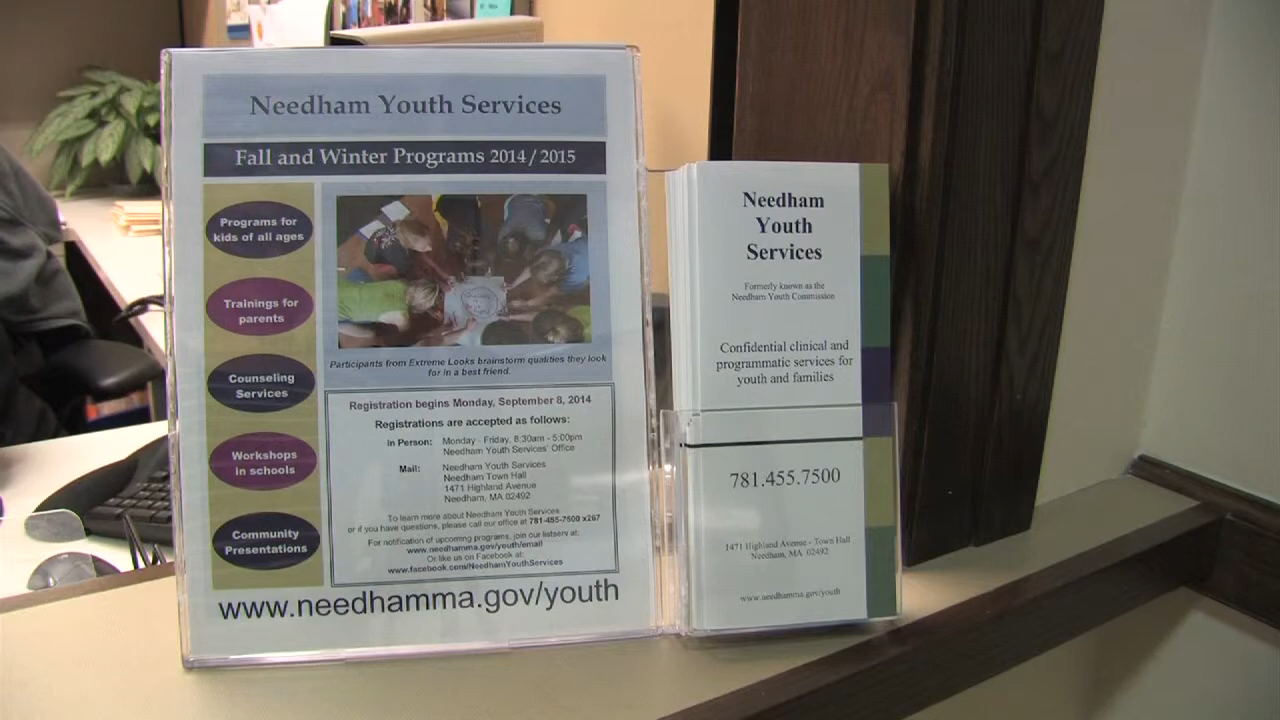 Needham Youth Services
Fall and Winter Programs 2014 / 2015
Programs for
kids of all ages
Trainings for
parents
Counseling
Services
Workshops
in schools
Community
Presentations
Participants from Extreme Looks brainstorm qualities they look
for in a best friend.
Registration begins Monday, September 8, 2014
Registrations are accepted as follows:
In Person: Monday - Friday, 8:30am - 5:00pm
Needham Youth Services' Office
Mail: Needham Youth Services
Needham Town Hall
1471 Highland Avenue
Needham, MA 02492
To learn more about Needham Youth Services
or if you have questions, please call our office at 781-455-7500 x267
For notification of upcoming programs, join our listserv at:
www.needhamma.gov/youth/email
Or like us on Facebook at:
www.facebook.com/NeedhamYouthServices
www.needhamma.gov/youth
Needham
Youth
Services
Formerly known as the
Needham Youth Commission
Confidential clinical and
programmatic services for
youth and families
781.455.7500
1471 Highland Avenue - Town Hall
Needham, MA 02492
www.needhamma.gov/youth